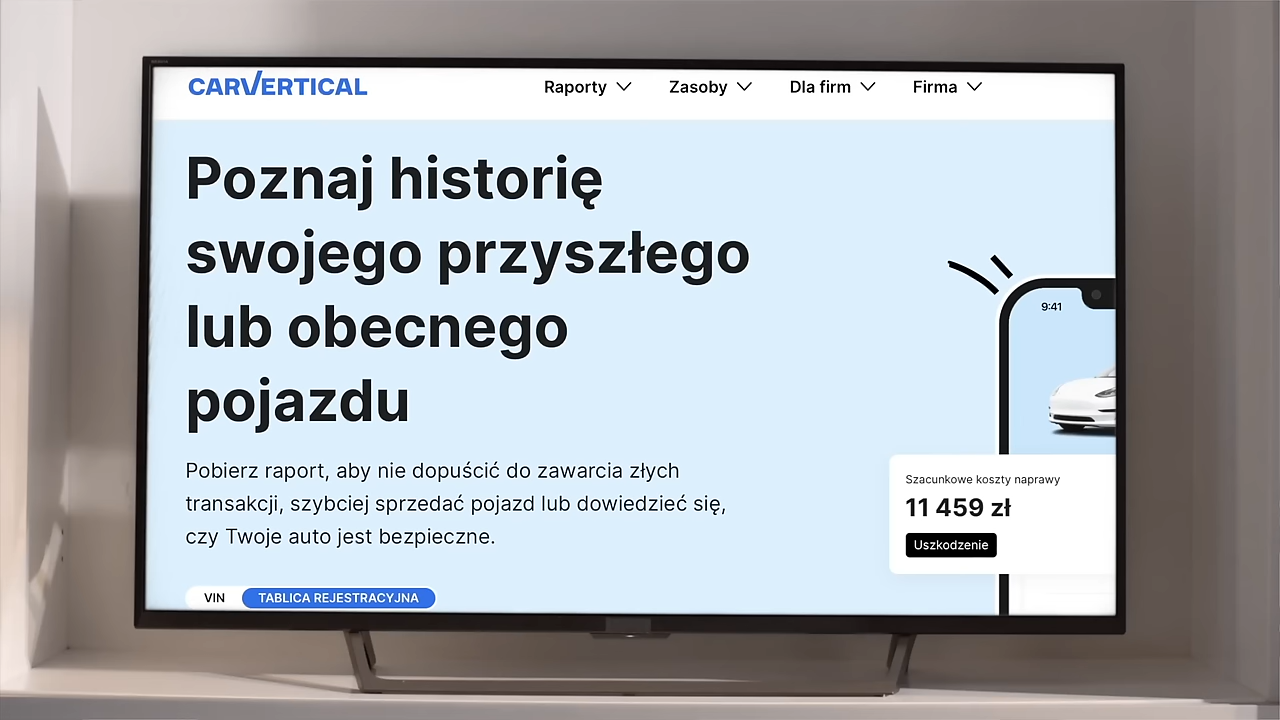 CARVERTICAL
Raporty
Zasoby
Dla firm
Firma
Poznaj historię
swojego przyszłego
lub obecnego
pojazdu
Pobierz raport, aby nie dopuścić do zawarcia złych
transakcji, szybciej sprzedać pojazd lub dowiedzieć się,
czy Twoje auto jest bezpieczne.
VIN
TABLICA REJESTRACYJNA
9:41
Szacunkowe koszty naprawy
11 459 zł
Uszkodzenie